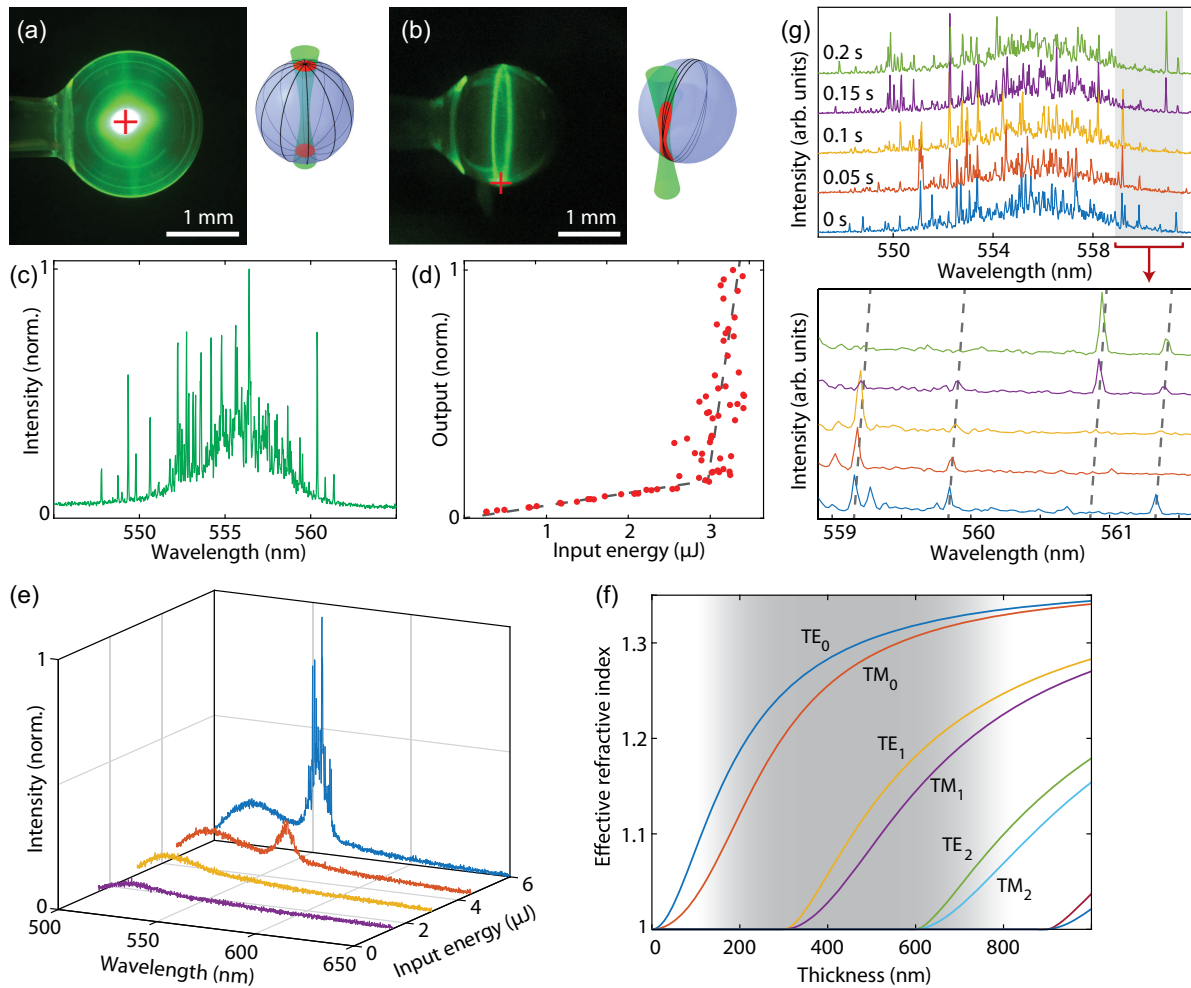 (a)
1 mm
(b)
1 mm
(c)
Intensity (norm.)
1
0
550
555
560
Wavelength (nm)
(d)
Output (norm.)
1
0
1
2
3
Input energy (μJ)
(g)
Intensity (arb. units)
0.2 s
0.15 s
0.1 s
0.05 s
0 s
550
554
558
Wavelength (nm)
Intensity (arb. units)
559
560
561
Wavelength (nm)
(e)
Intensity (norm.)
1
0
500
550
600
650
Wavelength (nm)
0
2
4
6
Input energy (μJ)
(f)
Effective refractive index
1.3
1.2
1.1
1
TE0
TM0
TE1
TM1
TE2
TM2
0
200
400
600
800
Thickness (nm)